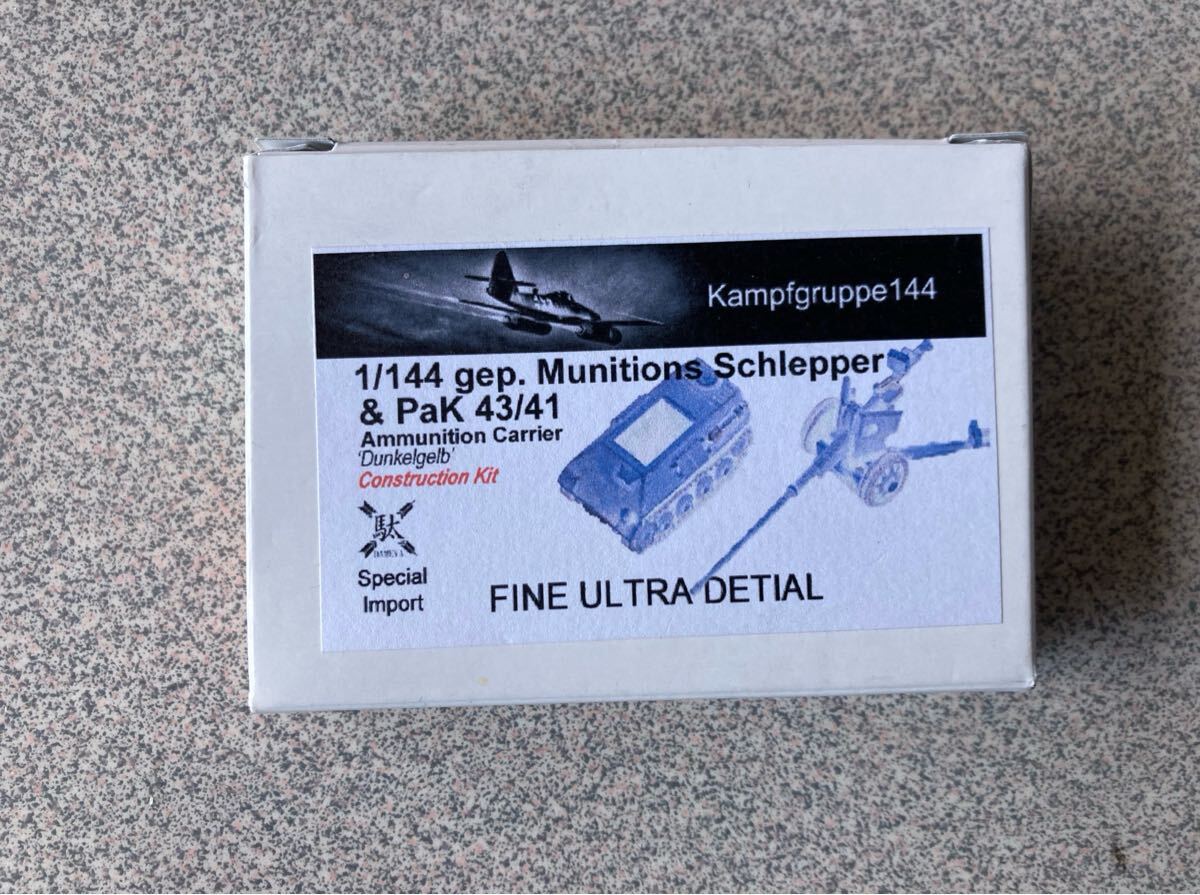 Kampfgruppe144
1/144 gep. Munitions Schlepper
& PaK 43/41
Ammunition Carrier
'Dunkelgelb'
Construction Kit
駄
DAMEYA
Special
Import
FINE ULTRA DETIAL